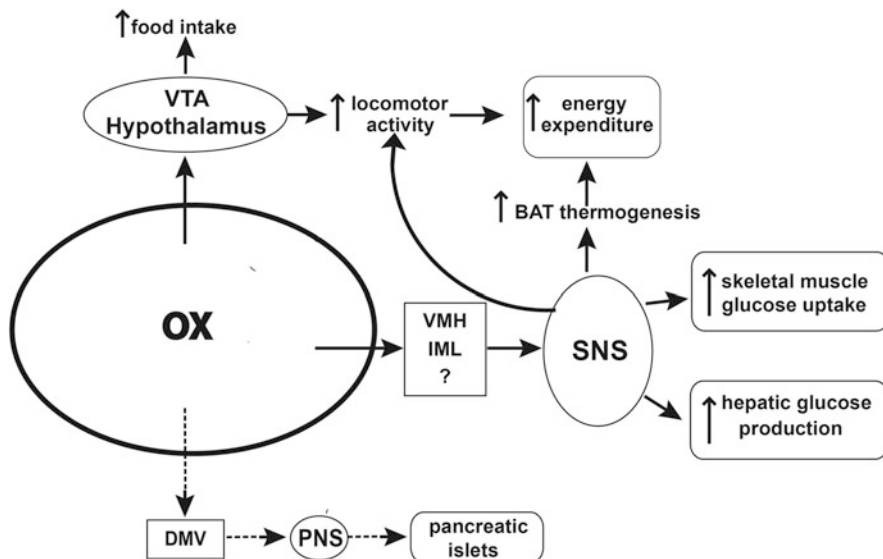 ↑food intake
VTA
Hypothalamus
↑ locomotor
activity
↑ energy
expenditure
↑ BAT thermogenesis
OX
VMH
IML
?
SNS
↑ skeletal muscle
glucose uptake
↑ hepatic glucose
production
DMV
PNS
pancreatic
islets